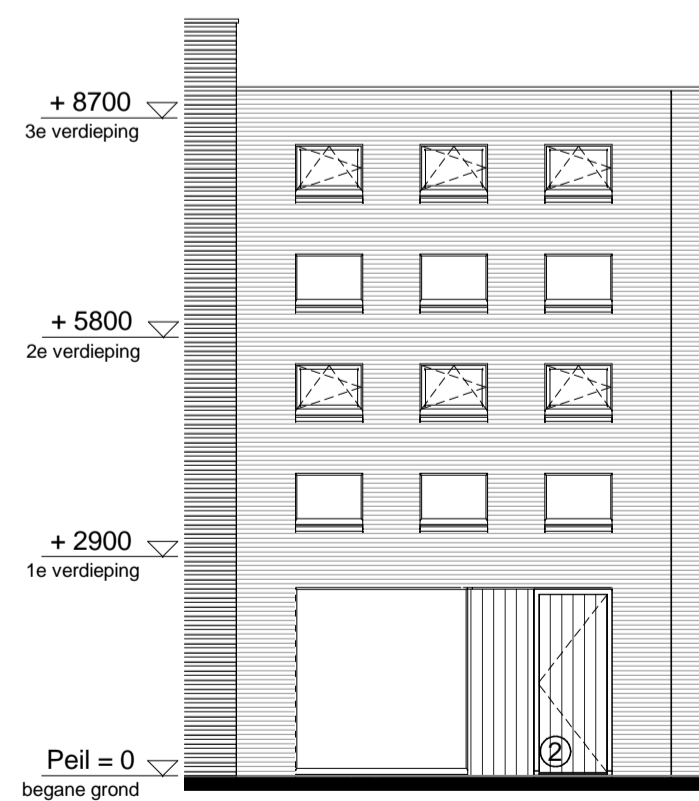 + 8700
3e verdieping
+ 5800
2e verdieping
+ 2900
1e verdieping
Peil = 0
begane grond
2